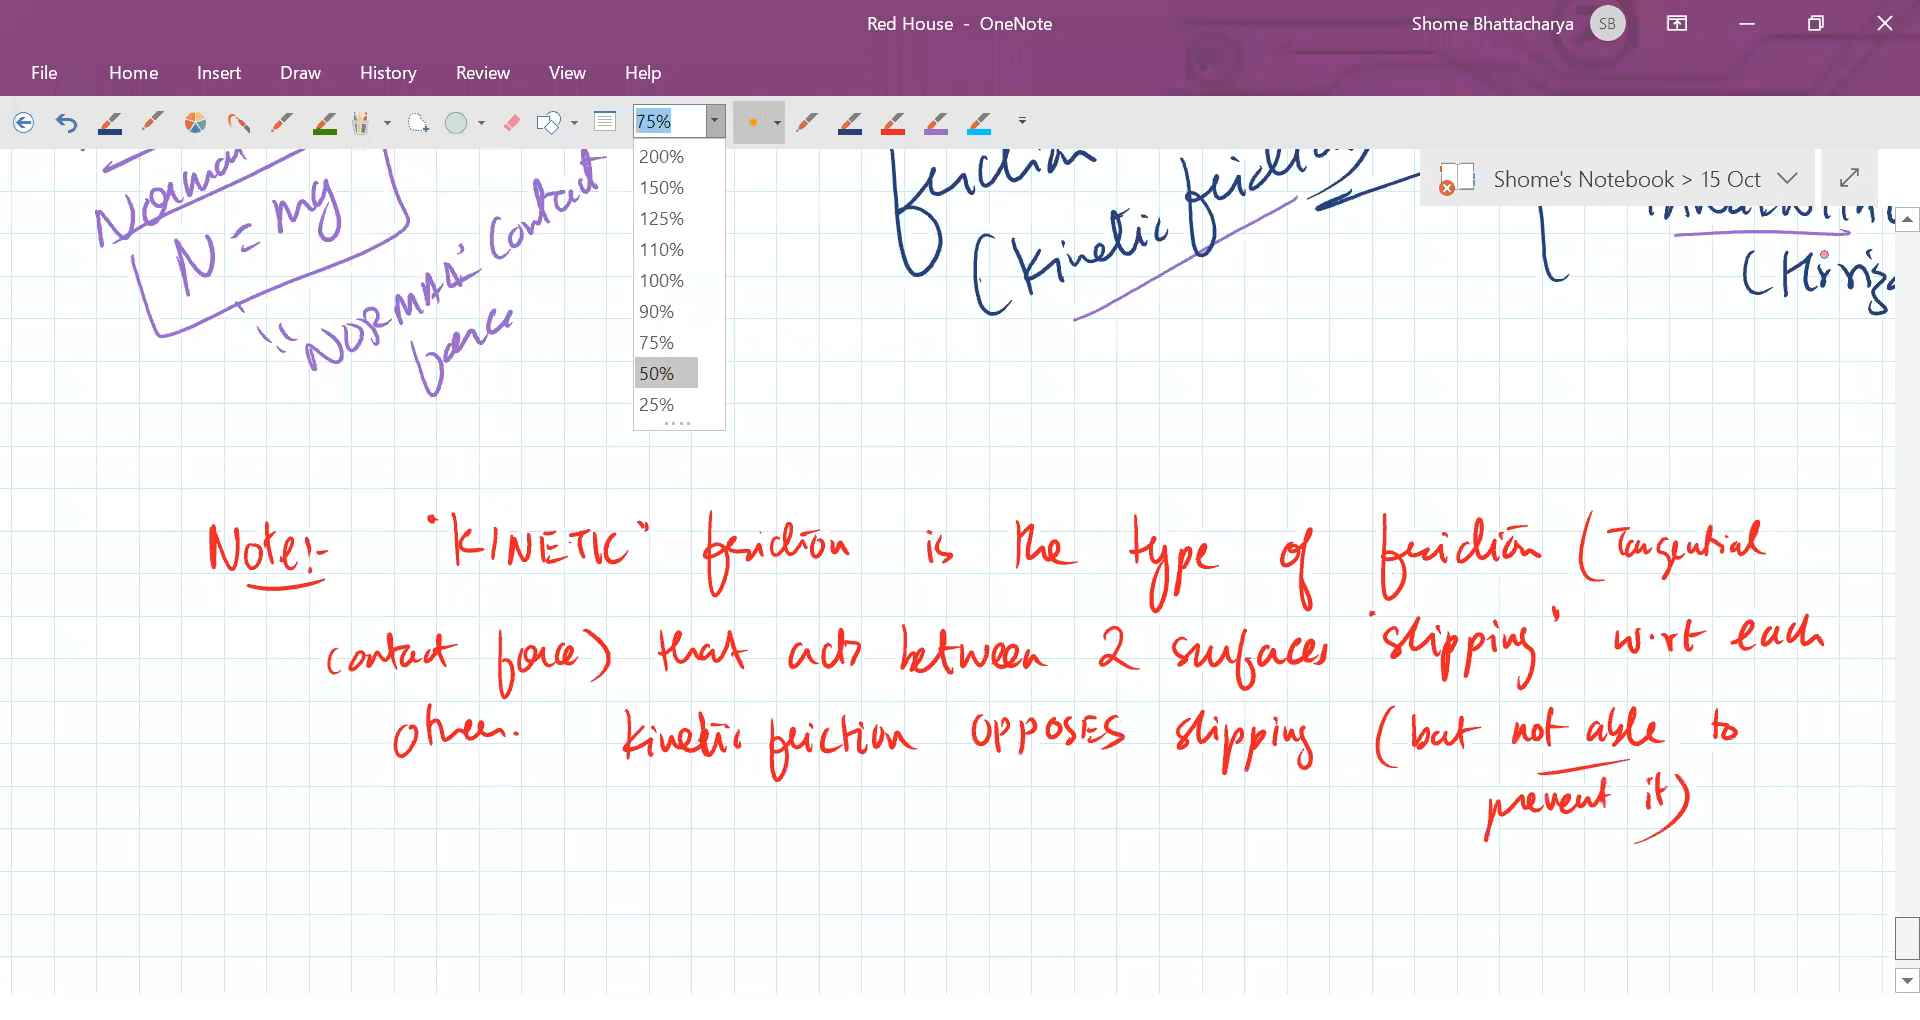 Red House - OneNote
Shome Bhattacharya SB
File Home Insert Draw History Review View Help
75%
200%
150%
125%
110%
100%
90%
75%
50%
25%
Shome's Notebook > 15 Oct
Normal
N = mg
"NORMAL" Contact
force
friction
(Kinetic friction)
Note:- "KINETIC" friction is the type of friction (Tangential
contact force) that acts between 2 surfaces "slipping" w.r.t each
other. Kinetic friction OPPOSES slipping (but not able to
prevent it)